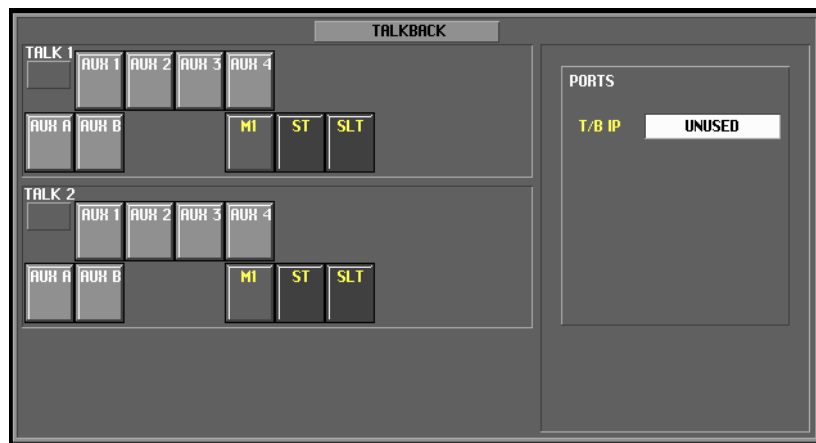 TALKBACK
TALK 1
AUX 1 AUX 2 AUX 3 AUX 4
AUX A AUX B M1 ST SLT
TALK 2
AUX 1 AUX 2 AUX 3 AUX 4
AUX A AUX B M1 ST SLT
PORTS
T/B IP UNUSED